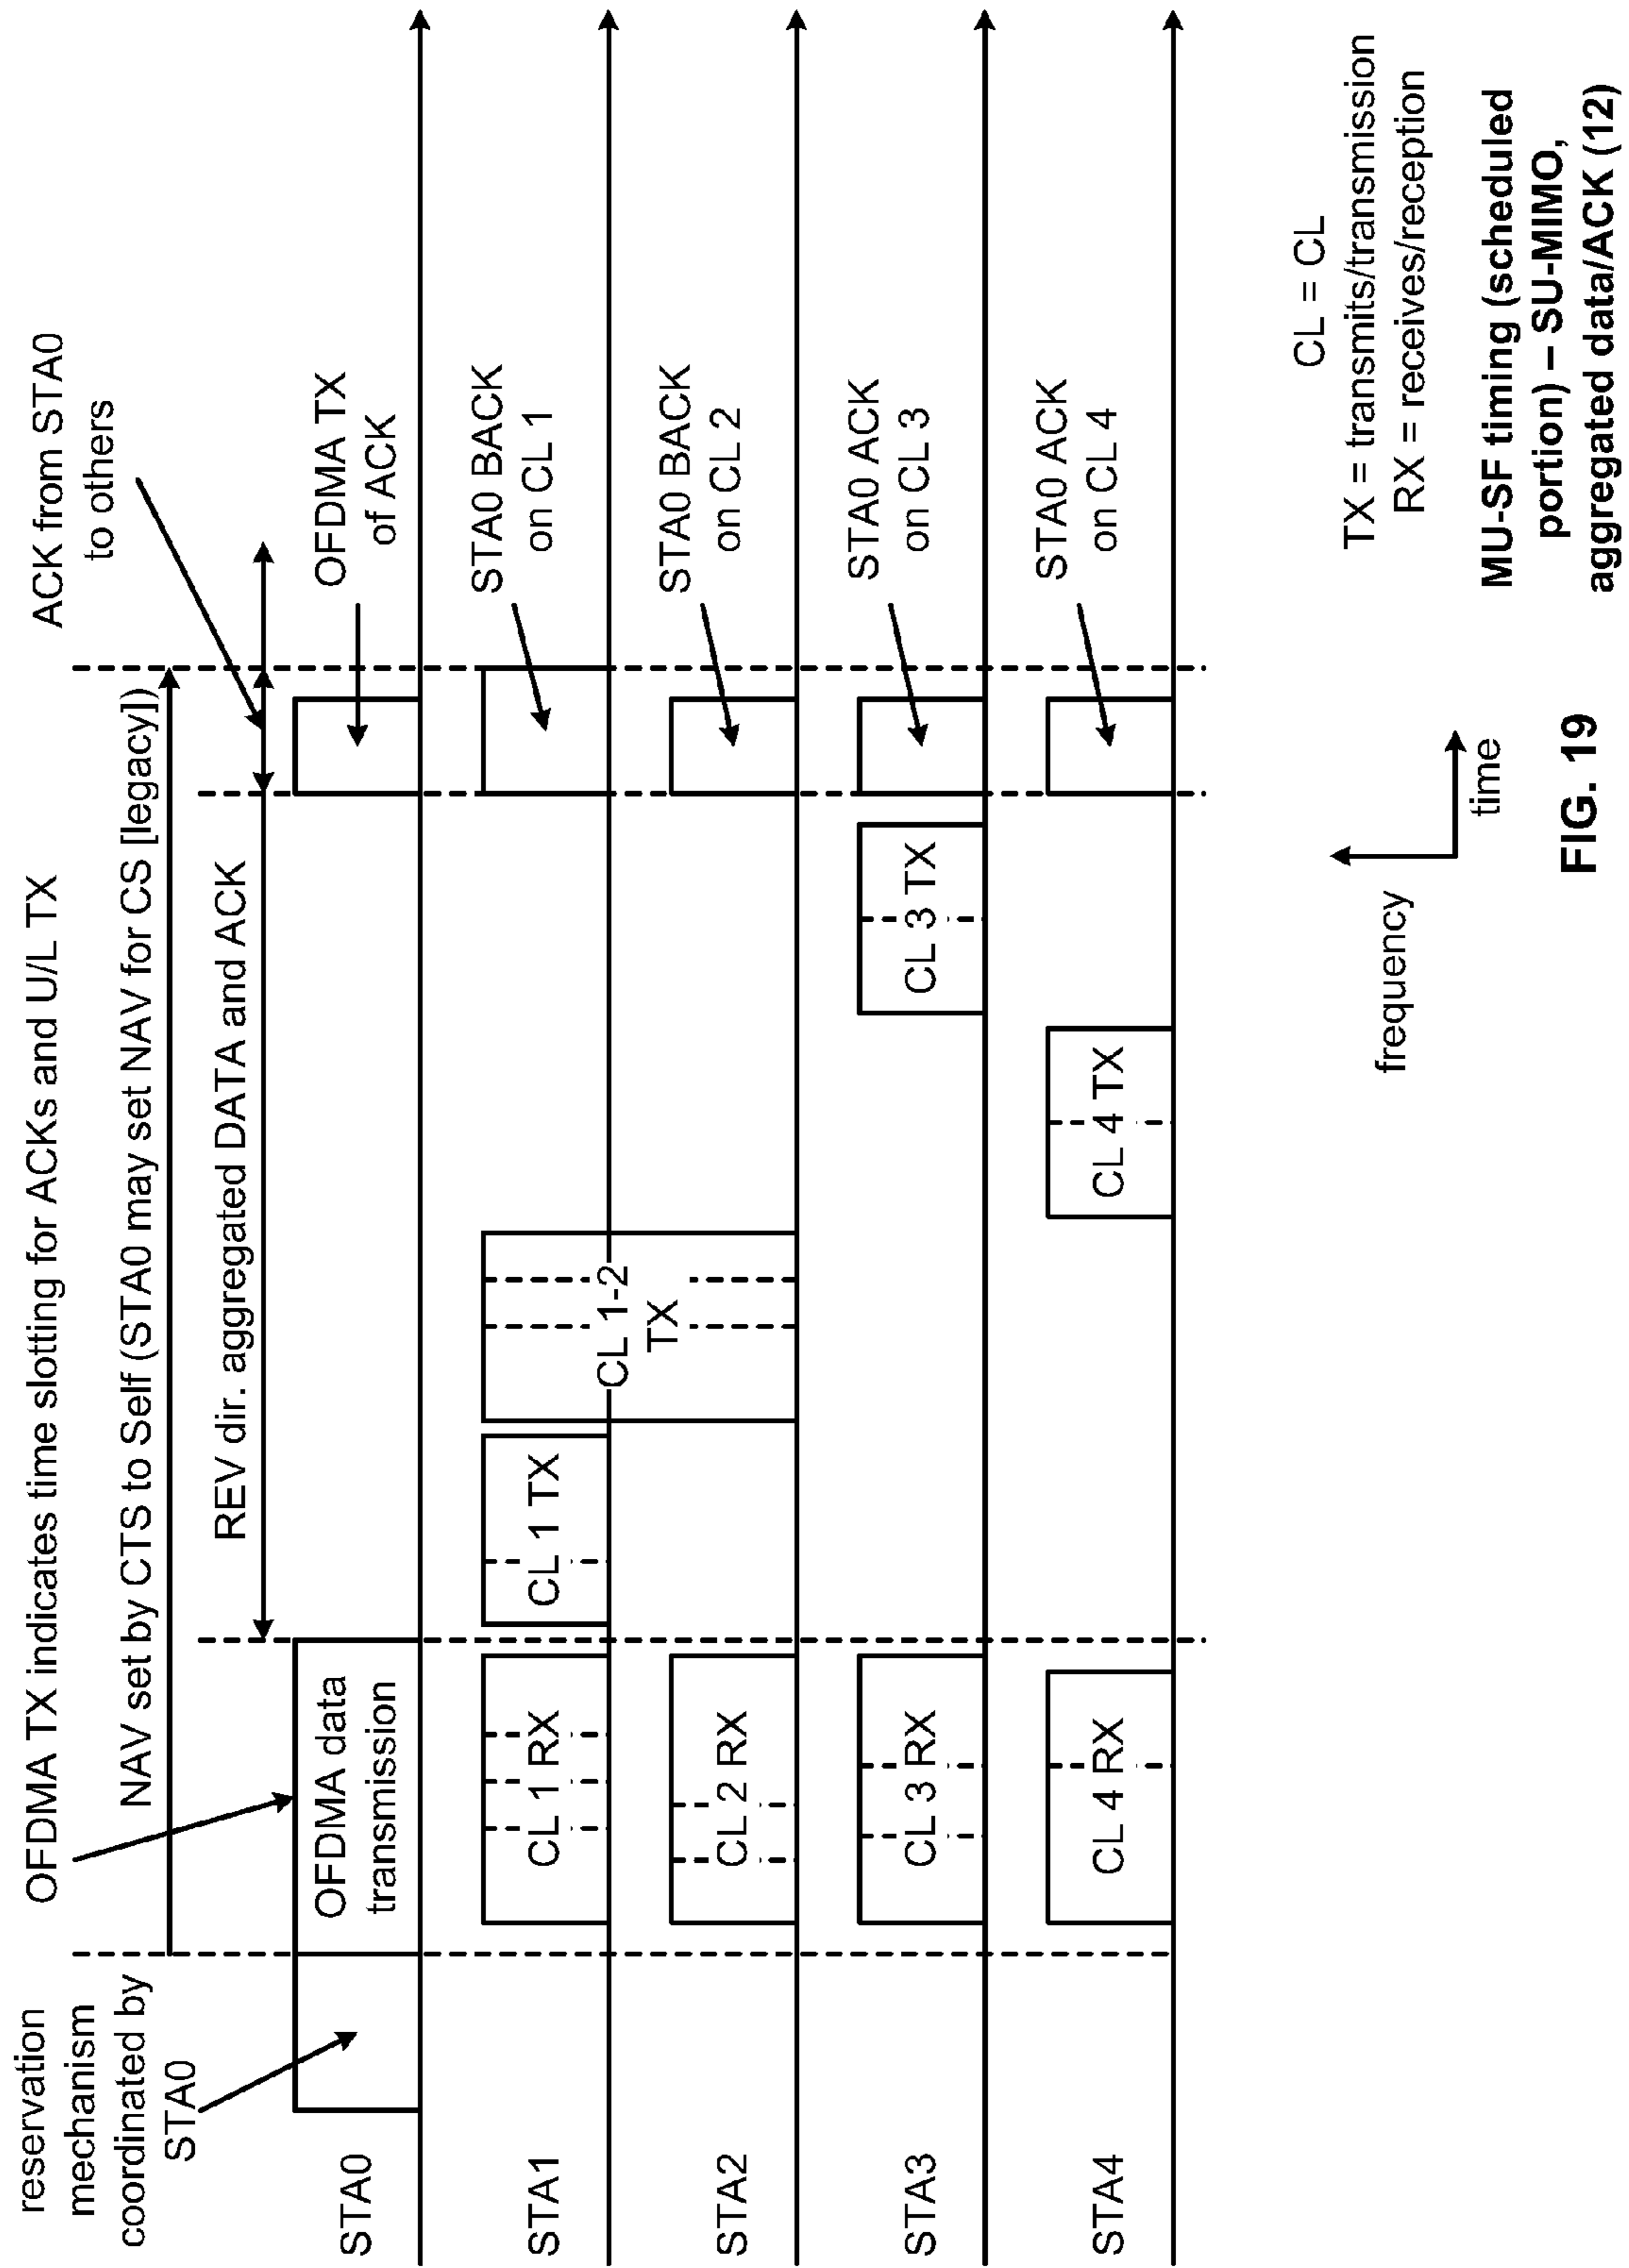 reservation
mechanism
coordinated by
STA0
OFDMA TX indicates time slotting for ACKs and U/L TX
NAV set by CTS to Self (STA0 may set NAV for CS [legacy])
REV dir. aggregated DATA and ACK
ACK from STA0
to others
STA0
OFDMA data
transmission
OFDMA TX
of ACK
STA1
CL 1 RX
CL 1 TX
CL 1-2
TX
STA0 BACK
on CL 1
STA2
CL 2 RX
STA0 BACK
on CL 2
STA3
CL 3 RX
CL 3 TX
STA0 ACK
on CL 3
STA4
CL 4 RX
CL 4 TX
STA0 ACK
on CL 4
frequency
time
CL = CL
TX = transmits/transmission
RX = receives/reception
FIG. 19
MU-SF timing (scheduled
portion) – SU-MIMO,
aggregated data/ACK (12)